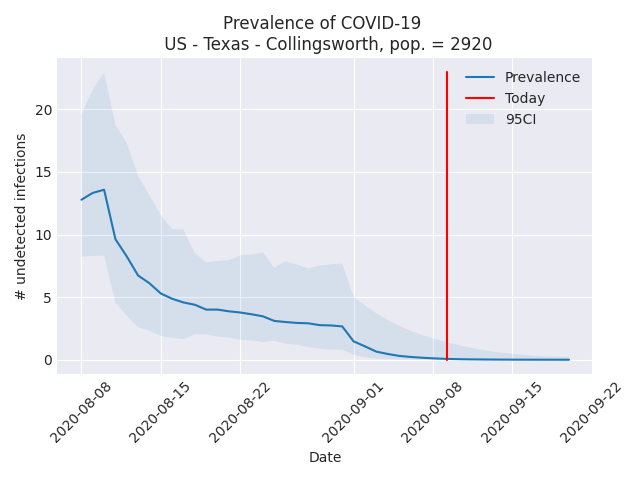 Prevalence of COVID-19
US - Texas - Collingsworth, pop. = 2920
Prevalence
Today
95CI
20
15
10
5
0
# undetected infections
2020-08-08
2020-08-15
2020-08-22
2020-09-01
2020-09-08
2020-09-15
2020-09-22
Date